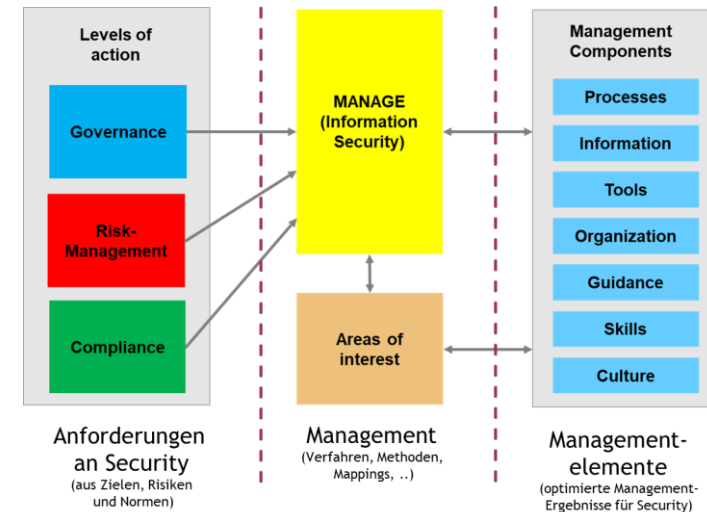 Levels of
action
Governance
Risk-
Management
Compliance
Anforderungen
an Security
(aus Zielen, Risiken
und Normen)
MANAGE
(Information
Security)
Areas of
interest
Management
(Verfahren, Methoden,
Mappings, ..)
Management
Components
Processes
Information
Tools
Organization
Guidance
Skills
Culture
Management-
elemente
(optimierte Management-
Ergebnisse für Security)